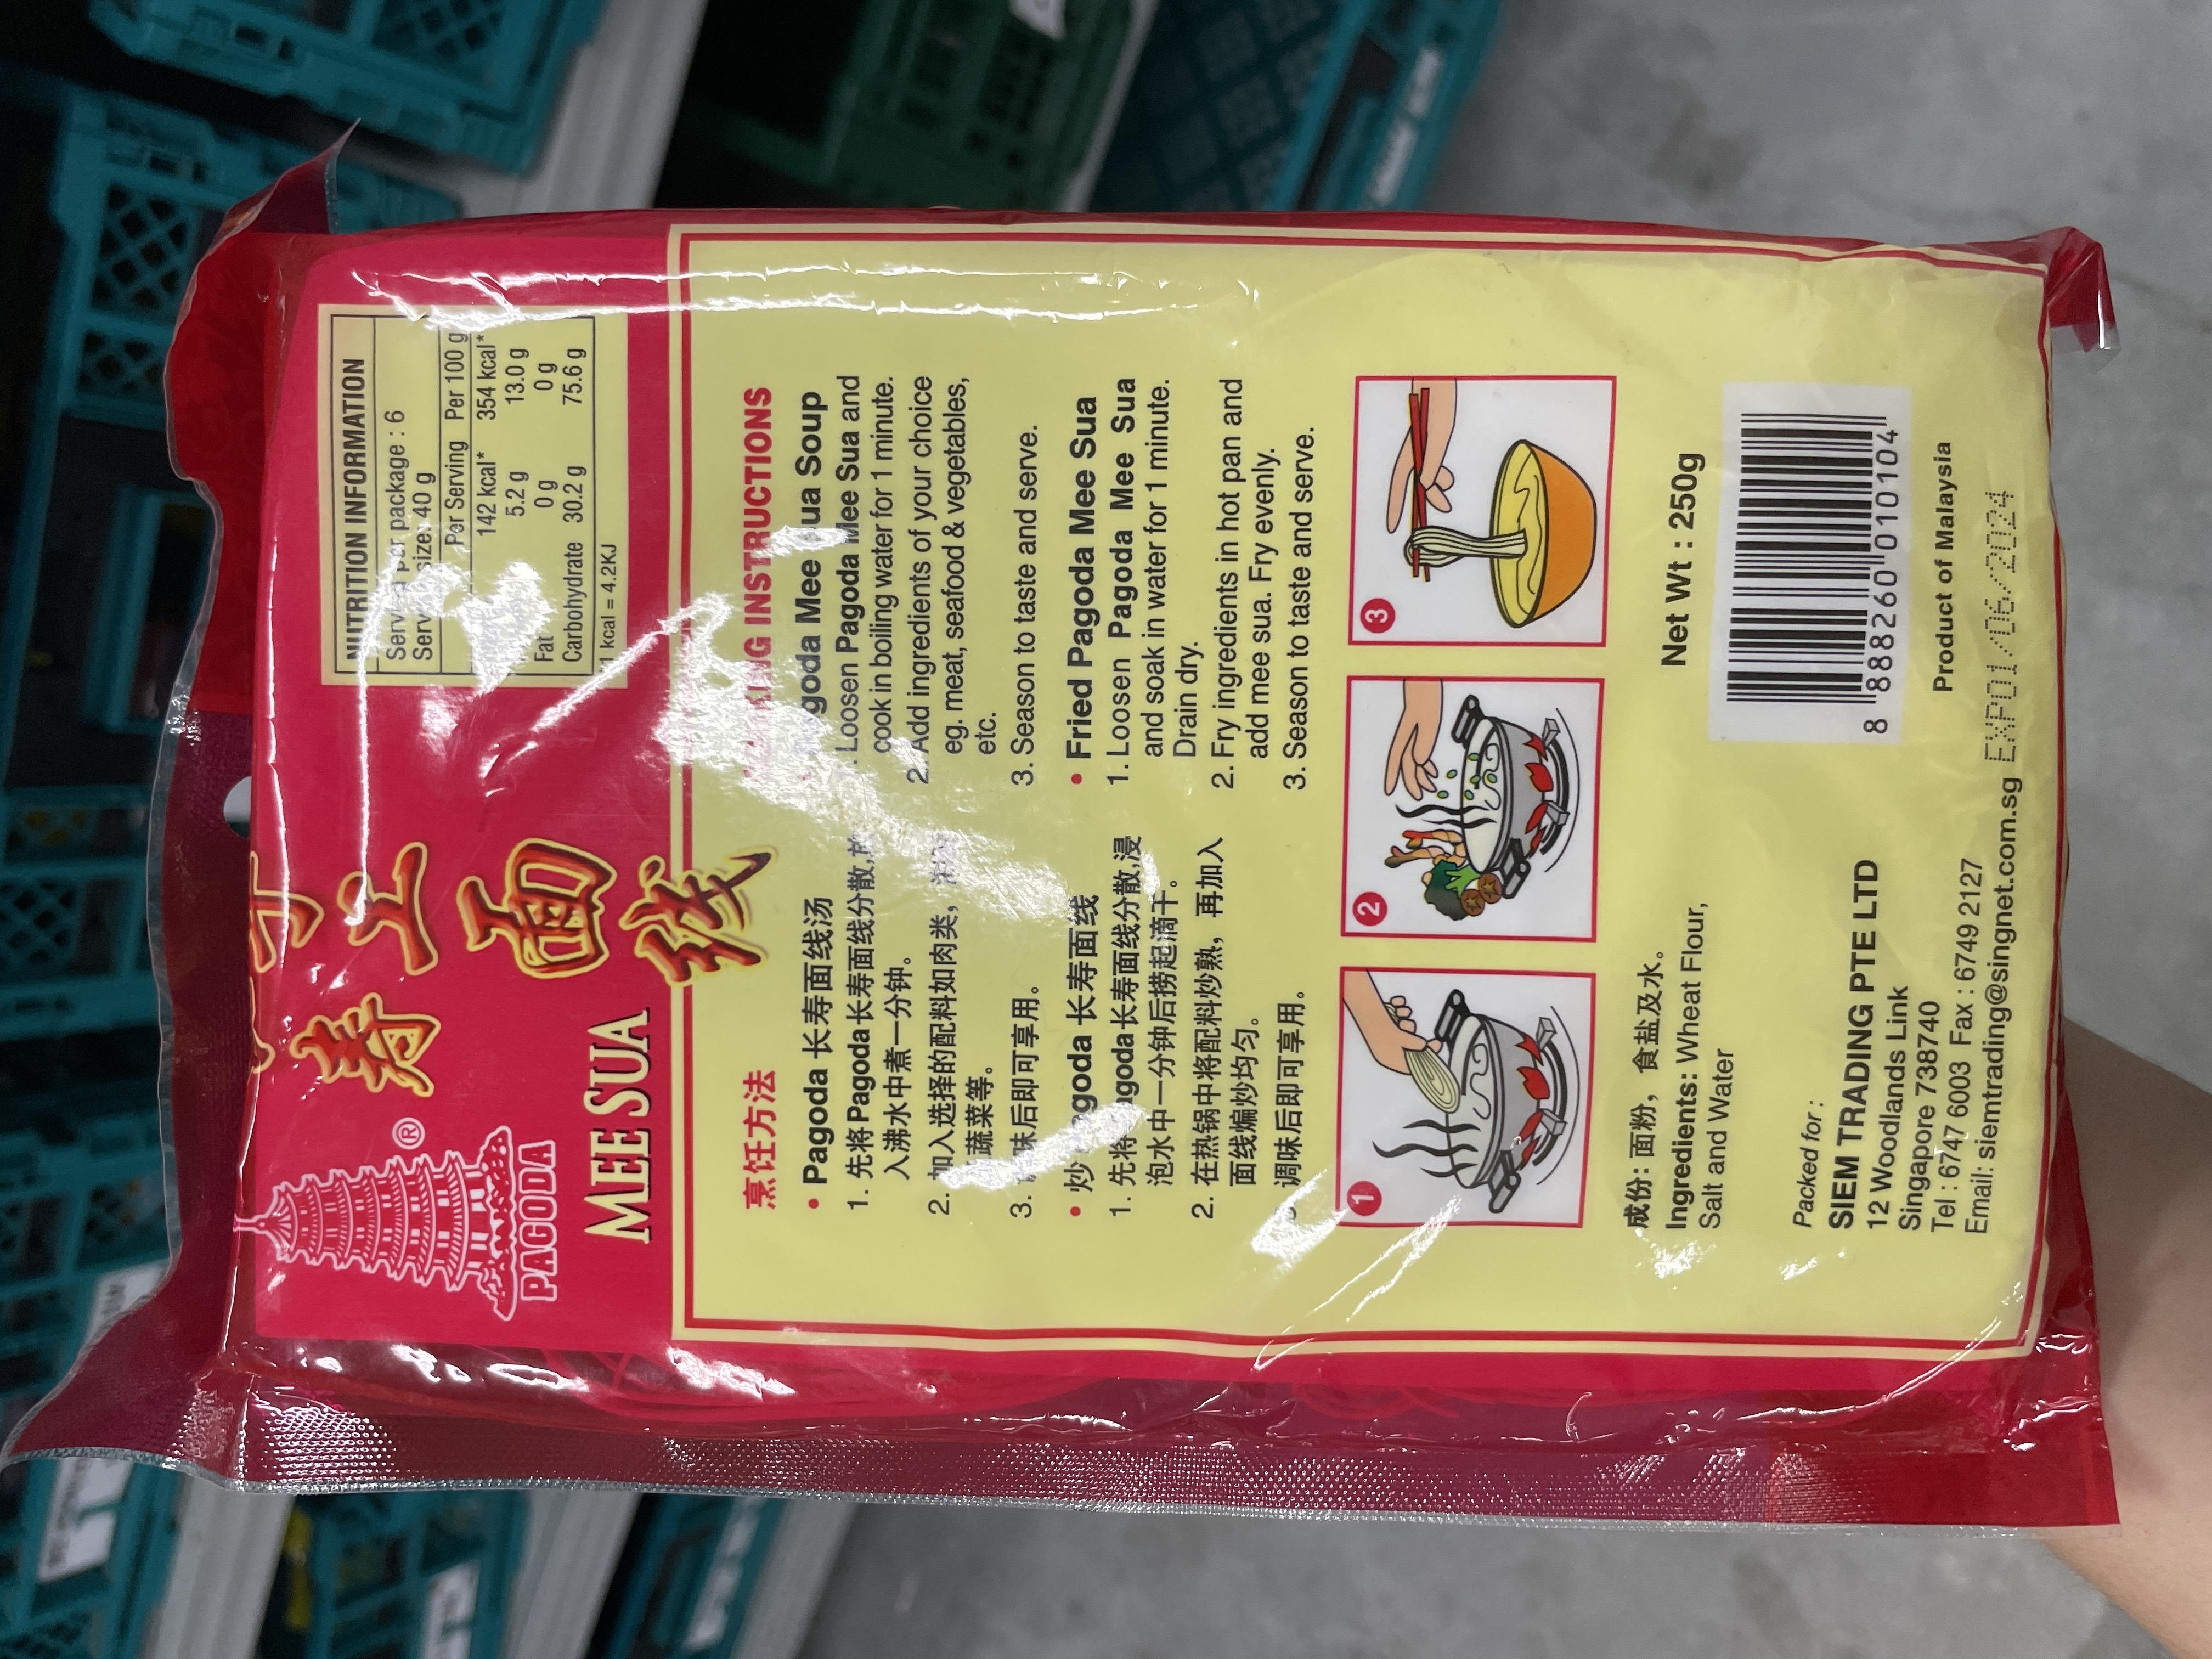 PAGODA
®
寿
上
面
线
MEE SUA
NUTRITION INFORMATION
per package : 6
size: 40 g
Per Serving Per 100 g
142 kcal* 354 kcal*
5.2 g 13.0 g
Fat 0 g 0 g
Carbohydrate 30.2 g 75.6 g
1 kcal = 4.2KJ
烹饪方法
• Pagoda 长寿面线汤
1. 先将Pagoda长寿面线分散,
入沸水中煮一分钟。
2. 加入选择的配料如肉类，
蔬菜等。
3. 味后即可享用。
• 炒 长寿面线
1. 先将 长寿面线分散,浸
泡水中一分钟后捞起滴干。
2. 在热锅中将配料炒熟，再加入
面线煸炒均匀。
调味后即可享用。
INSTRUCTIONS
Mee Soup
1. Loosen Pagoda Mee Sua and
cook in boiling water for 1 minute.
2. Add ingredients of your choice
eg. meat, seafood & vegetables,
etc.
3. Season to taste and serve.
• Fried Pagoda Mee Sua
1. Loosen Pagoda Mee Sua
and soak in water for 1 minute.
Drain dry.
2. Fry ingredients in hot pan and
add mee sua. Fry evenly.
3. Season to taste and serve.
1
2
3
成份: 面粉，食盐及水。
Ingredients: Wheat Flour,
Salt and Water
Net Wt : 250g
Packed for :
SIEM TRADING PTE LTD
12 Woodlands Link
Singapore 738740
Tel : 6747 6003 Fax : 6749 2127
Email: siemtrading@singnet.com.sg
8 888260 010104
Product of Malaysia
EXP01/06/2024